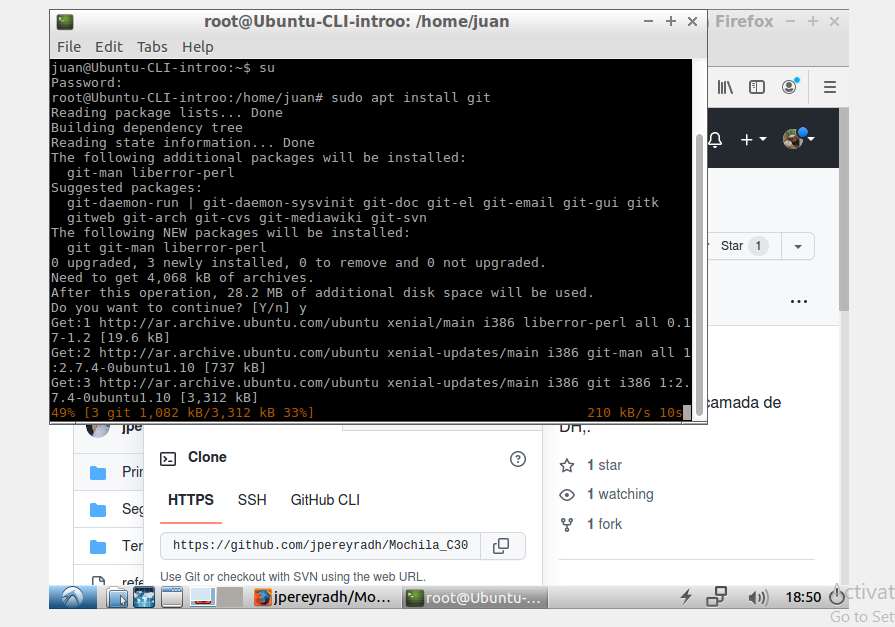 root@Ubuntu-CLI-introo: /home/juan
Firefox
File Edit Tabs Help
juan@Ubuntu-CLI-introo:~$ su
Password:
root@Ubuntu-CLI-introo:/home/juan# sudo apt install git
Reading package lists... Done
Building dependency tree
Reading state information... Done
The following additional packages will be installed:
git-man liberror-perl
Suggested packages:
git-daemon-run | git-daemon-sysvinit git-doc git-el git-email git-gui gitk
gitweb git-arch git-cvs git-mediawiki git-svn
The following NEW packages will be installed:
git git-man liberror-perl
0 upgraded, 3 newly installed, 0 to remove and 0 not upgraded.
Need to get 4,068 kB of archives.
After this operation, 28.2 MB of additional disk space will be used.
Do you want to continue? [Y/n] y
Get:1 http://ar.archive.ubuntu.com/ubuntu xenial/main i386 liberror-perl all 0.1
7-1.2 [19.6 kB]
Get:2 http://ar.archive.ubuntu.com/ubuntu xenial-updates/main i386 git-man all 1
:2.7.4-0ubuntu1.10 [737 kB]
Get:3 http://ar.archive.ubuntu.com/ubuntu xenial-updates/main i386 git i386 1:2.
7.4-0ubuntu1.10 [3,312 kB]
49% [3 git 1,082 kB/3,312 kB 33%] 210 kB/s 10s
Star 1
camada de
DH,.
jpe
Clone
HTTPS SSH GitHub CLI
https://github.com/jpereyradh/Mochila_C30
Use Git or checkout with SVN using the web URL.
Prin
Seg
Ter
refe
1 star
1 watching
1 fork
jpereyradh/Mo...
root@Ubuntu-...
18:50
Activat
Go to Set